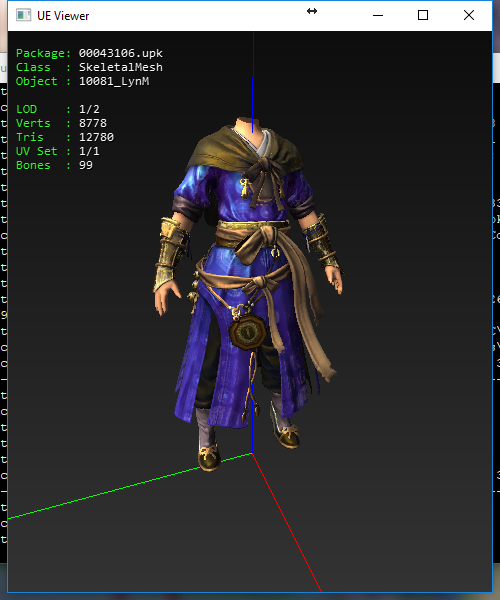 UE Viewer
Package: 00043106.upk
Class : SkeletalMesh
Object : 10081_LynM
LOD : 1/2
Verts : 8778
Tris : 12780
UV Set : 1/1
Bones : 99